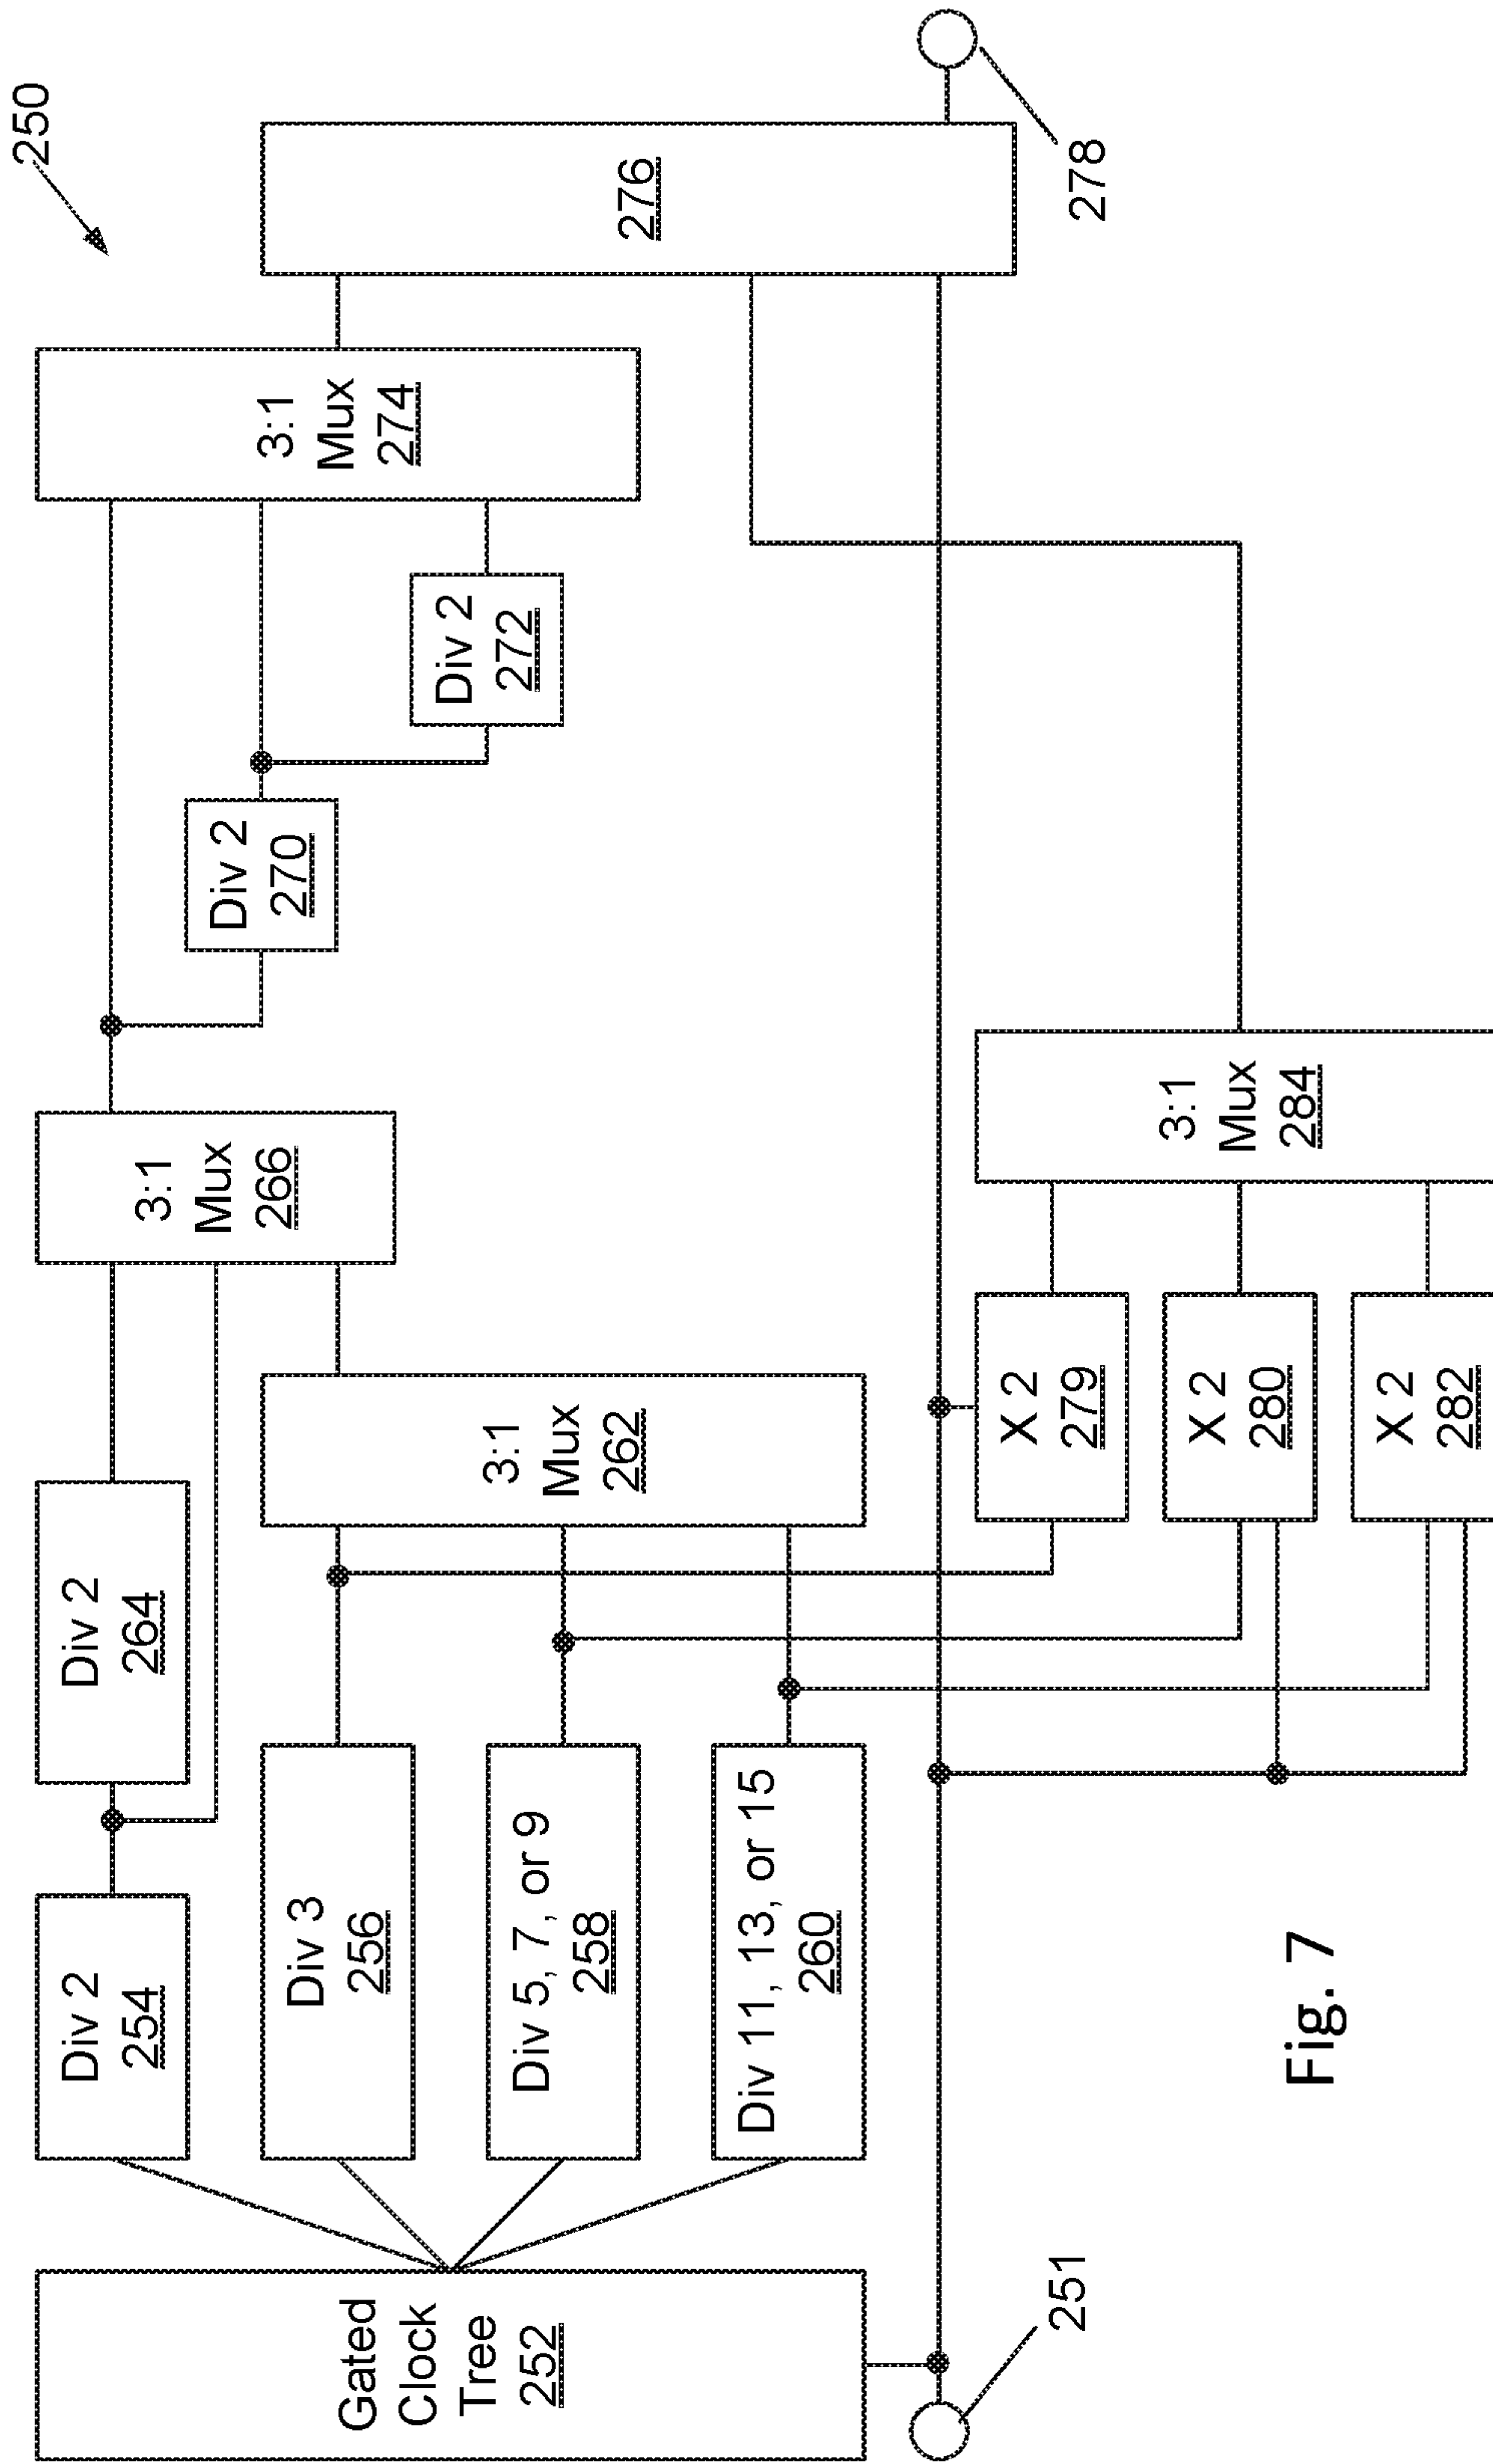 250
Gated
Clock
Tree
252
Div 2
254
Div 2
264
3:1
Mux
266
Div 2
270
Div 2
272
3:1
Mux
274
276
278
Div 3
256
Div 5, 7, or 9
258
Div 11, 13, or 15
260
3:1
Mux
262
251
X 2
279
X 2
280
X 2
282
3:1
Mux
284
Fig. 7